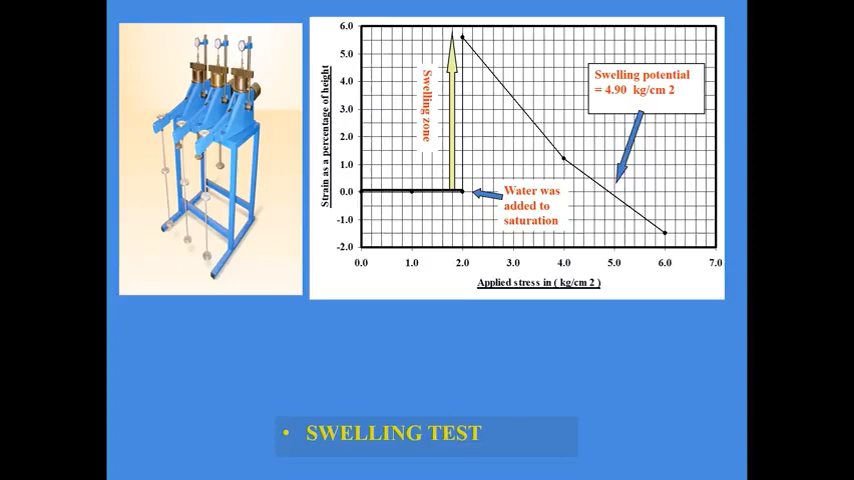 6.0
5.0
4.0
3.0
2.0
1.0
0.0
-1.0
-2.0
Strain as a percentage of height
Swelling zone
Swelling potential
= 4.90 kg/cm 2
Water was
added to
saturation
0.0 1.0 2.0 3.0 4.0 5.0 6.0 7.0
Applied stress in ( kg/cm 2 )
• SWELLING TEST